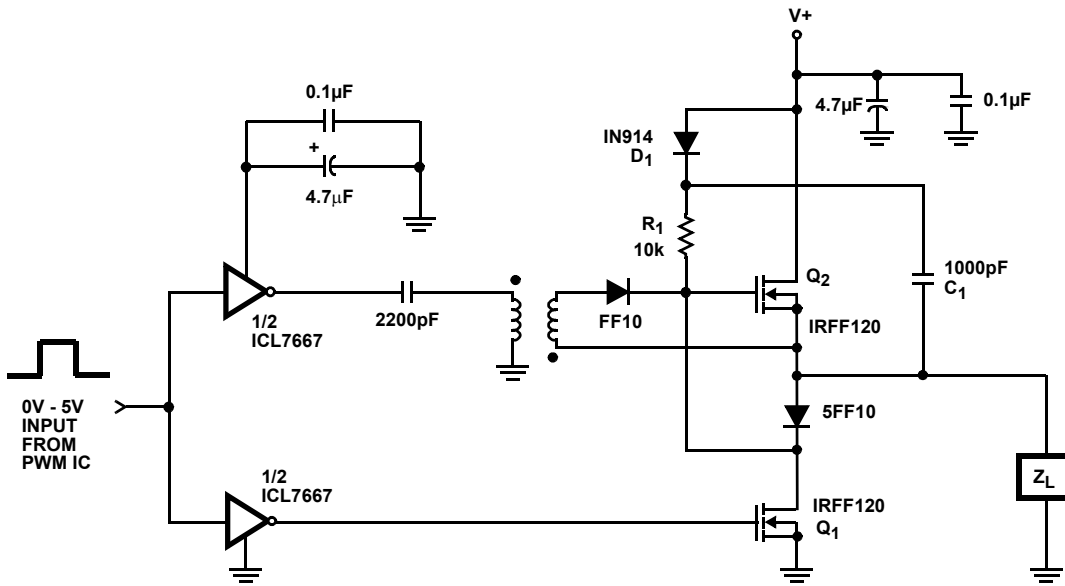 V+
0.1µF
4.7µF
0.1µF
IN914
D1
+
4.7µF
R1
10k
1000pF
C1
Q2
2200pF
FF10
IRFF120
1/2
ICL7667
5FF10
0V - 5V
INPUT
FROM
PWM IC
1/2
ICL7667
ZL
IRFF120
Q1